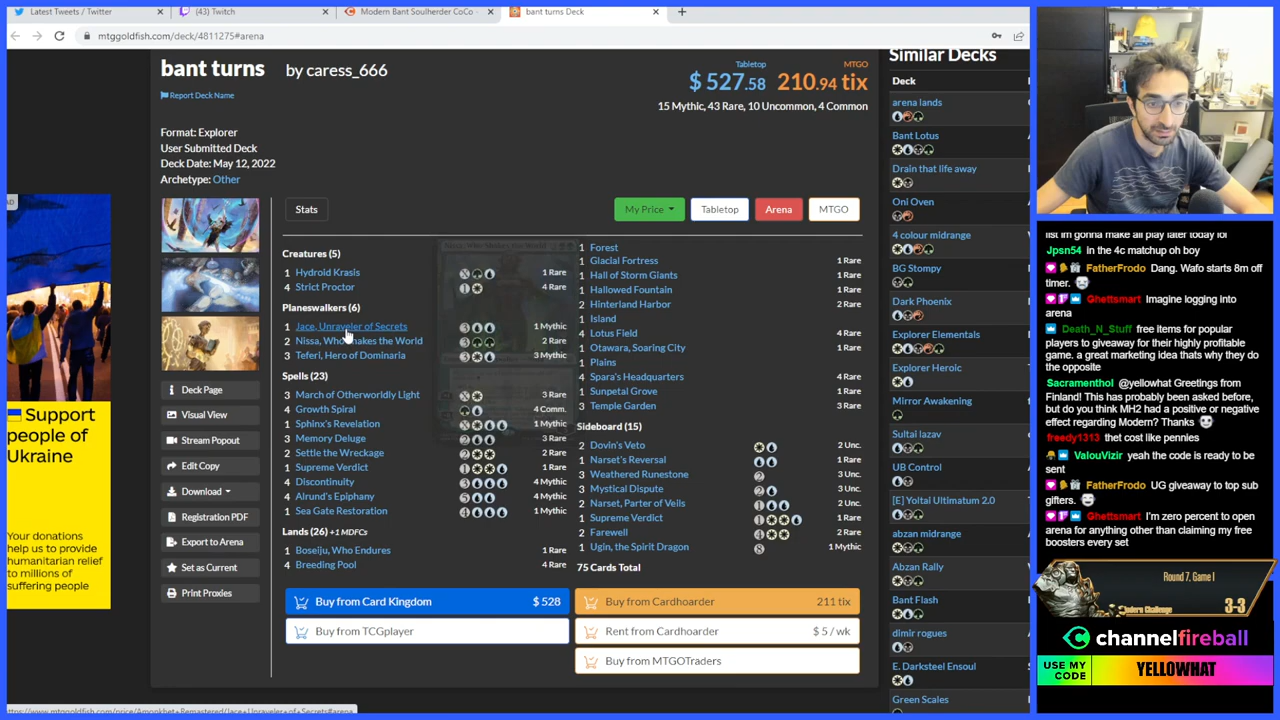 Latest Tweets / Twitter
(43) Twitch
Modern Bant Soulherder CoCo -
bant turns Deck
mtggoldfish.com/deck/4811275#arena
bant turns
by caress_666
Report Deck Name
Tabletop
MTGO
$ 527.58
210.94 tix
15 Mythic, 43 Rare, 10 Uncommon, 4 Common
Format: Explorer
User Submitted Deck
Deck Date: May 12, 2022
Archetype: Other
Stats
My Price
Tabletop
Arena
MTGO
Deck Page
Visual View
Stream Popout
Edit Copy
Download
Registration PDF
Export to Arena
Set as Current
Print Proxies
Creatures (5)
1 Hydroid Krasis 1 Rare
4 Strict Proctor 4 Rare
Planeswalkers (6)
1 Jace, Unraveler of Secrets 1 Mythic
2 Nissa, Who Shakes the World 2 Rare
3 Teferi, Hero of Dominaria 3 Mythic
Spells (23)
3 March of Otherworldly Light 3 Rare
4 Growth Spiral 4 Comm.
1 Sphinx's Revelation 1 Mythic
3 Memory Deluge 3 Rare
2 Settle the Wreckage 2 Rare
1 Supreme Verdict 1 Rare
4 Discontinuity 4 Mythic
4 Alrund's Epiphany 4 Mythic
1 Sea Gate Restoration 1 Mythic
Lands (26) +1 MDFCs
1 Boseiju, Who Endures 1 Rare
4 Breeding Pool 4 Rare
1 Forest
1 Glacial Fortress 1 Rare
1 Hall of Storm Giants 1 Rare
1 Hallowed Fountain 1 Rare
2 Hinterland Harbor 2 Rare
1 Island
4 Lotus Field 4 Rare
1 Otawara, Soaring City 1 Rare
1 Plains
4 Spara's Headquarters 4 Rare
1 Sunpetal Grove 1 Rare
3 Temple Garden 3 Rare
Sideboard (15)
2 Dovin's Veto 2 Unc.
1 Narset's Reversal 1 Rare
3 Weathered Runestone 3 Unc.
3 Mystic Dispute 3 Unc.
2 Narset, Parter of Veils 2 Unc.
1 Supreme Verdict 1 Rare
2 Farewell 2 Rare
1 Ugin, the Spirit Dragon 1 Mythic
75 Cards Total
Buy from Card Kingdom $ 528
Buy from TCGplayer
Buy from Cardhoarder 211 tix
Rent from Cardhoarder $ 5 / wk
Buy from MTGOTraders
Similar Decks
Deck
arena lands
Bant Lotus
Drain that life away
Oni Oven
4 colour midrange
BG Stompy
Dark Phoenix
Explorer Elementals
Explorer Heroic
Mirror Awakening
Sultai lazav
UB Control
[E] Yoltal Ultimatum 2.0
abzan midrange
Abzan Rally
Bant Flash
dimir rogues
E. Darksteel Ensoul
Green Scales
Support
people of
Ukraine
Your donations
help us to provide
humanitarian relief
to millions of
suffering people
list im gonna make all play later today lol
Jpsn54 In the 4c matchup oh boy
FatherFrodo: Dang. Wafo starts 8m off
timer.
Ghettsmart: Imagine logging into
arena
Death_N_Stuff: free items for popular
players to giveaway for their highly profitable
game. a great marketing idea thats why they do
the opposite
Sacramenthol: @yellowhat Greetings from
Finland! This has probably been asked before,
but do you think MH2 had a positive or negative
effect regarding Modern? Thanks
freedy1313: that cost like pennies
ValouVizir: yeah the code is ready to be
sent
FatherFrodo: UG giveaway to top sub
gifters.
Ghettsmart: I'm zero percent to open
arena for anything other than claiming my free
boosters every set
Round 7, Game 1
3-3
Modern Challenge
channelfireball
USE MY
CODE
YELLOWHAT